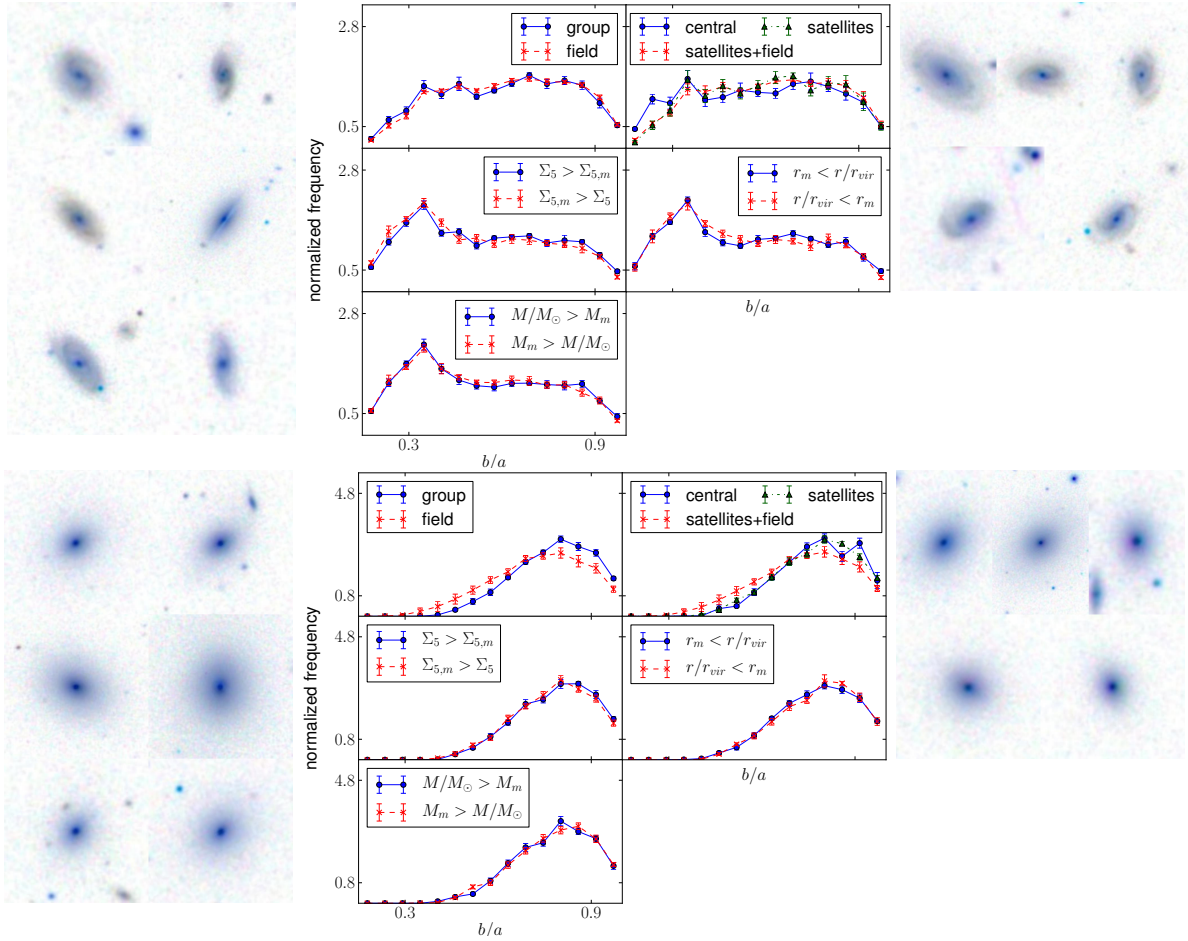 2.8
group
field
central
satellites
satellites+field
0.5
2.8
Σ₅ > Σ₅,ₘ
Σ₅,ₘ > Σ₅
rₘ < r/rᵥᵢᵣ
r/rᵥᵢᵣ < rₘ
0.5
normalized frequency
b/a
2.8
M/M⊙ > Mₘ
Mₘ > M/M⊙
0.5
0.3
0.9
b/a
4.8
group
field
central
satellites
satellites+field
0.8
4.8
Σ₅ > Σ₅,ₘ
Σ₅,ₘ > Σ₅
rₘ < r/rᵥᵢᵣ
r/rᵥᵢᵣ < rₘ
0.8
normalized frequency
b/a
4.8
M/M⊙ > Mₘ
Mₘ > M/M⊙
0.8
0.3
0.9
b/a